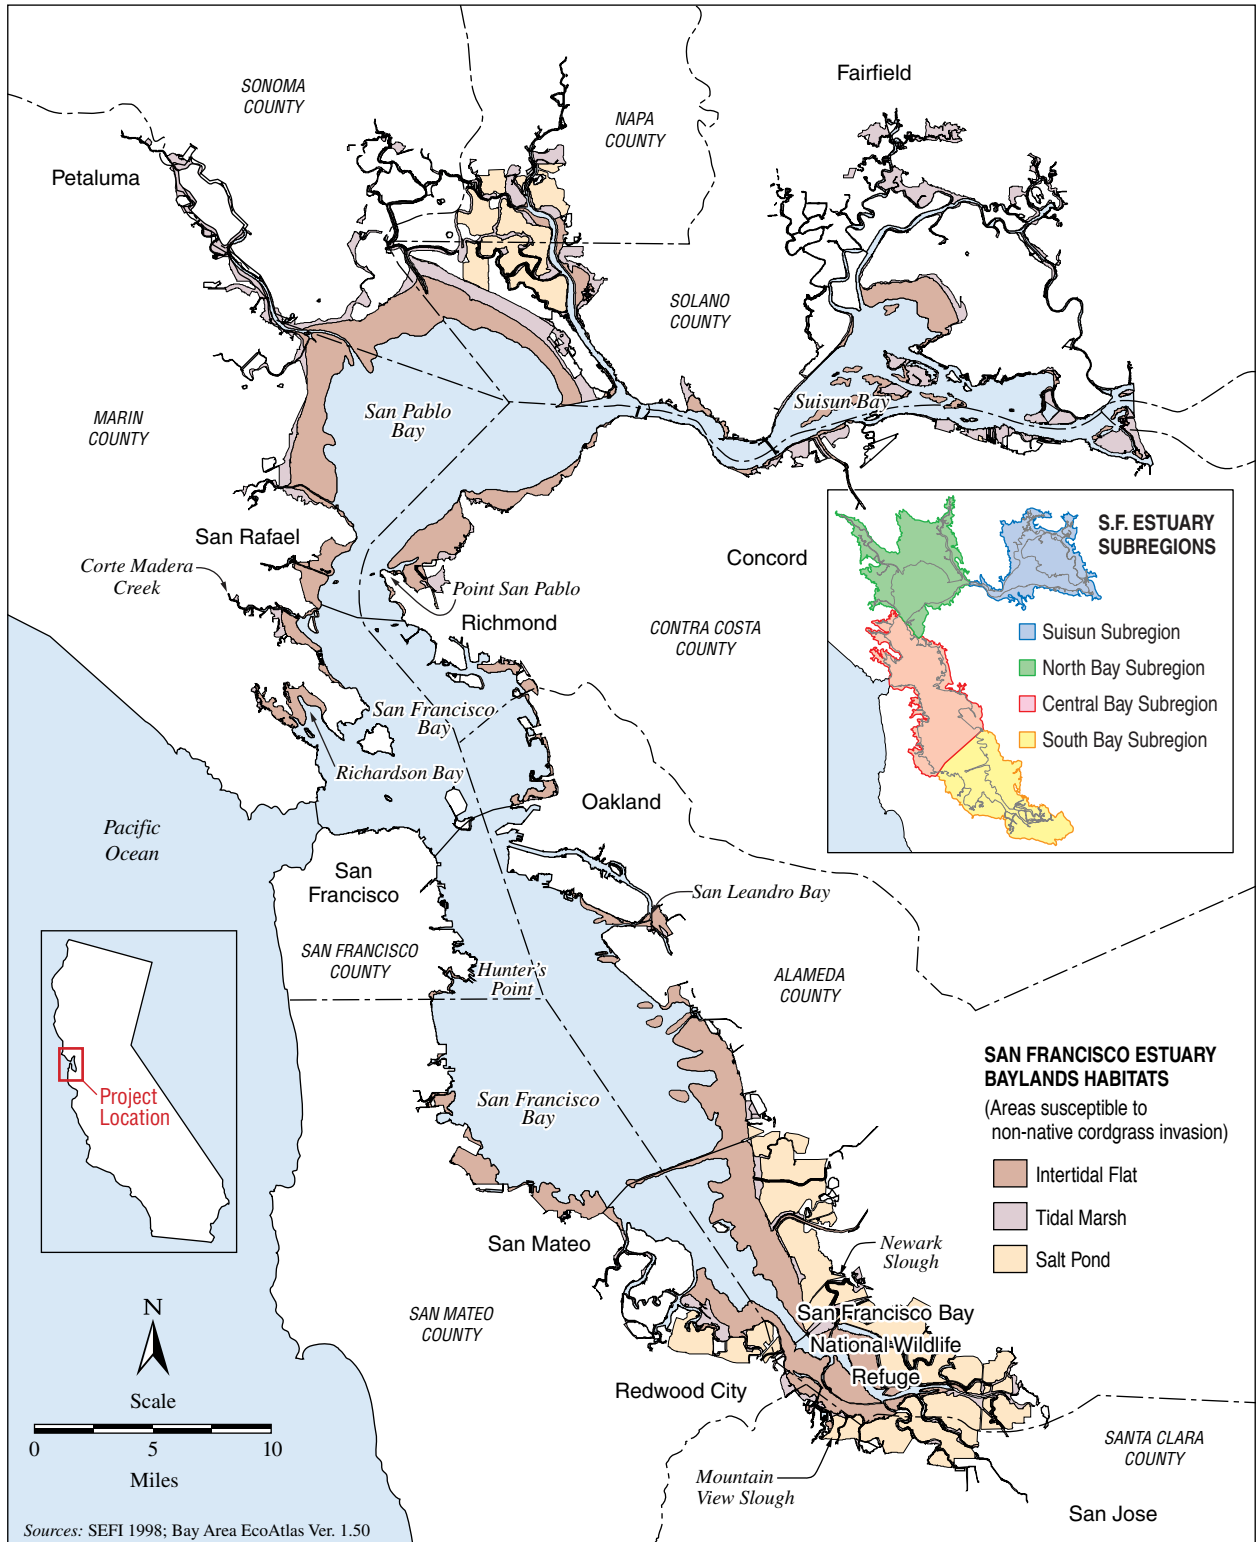 Fairfield
SONOMA
COUNTY
NAPA
COUNTY
Petaluma
SOLANO
COUNTY
MARIN
COUNTY
San Pablo
Bay
Suisun Bay
San Rafael
Corte Madera
Creek
Point San Pablo
Richmond
Concord
CONTRA COSTA
COUNTY
S.F. ESTUARY
SUBREGIONS
Suisun Subregion
North Bay Subregion
Central Bay Subregion
South Bay Subregion
San Francisco
Bay
Richardson Bay
Oakland
Pacific
Ocean
San
Francisco
San Leandro Bay
SAN FRANCISCO
COUNTY
Hunter's
Point
ALAMEDA
COUNTY
Project
Location
San Francisco
Bay
SAN FRANCISCO ESTUARY
BAYLANDS HABITATS
(Areas susceptible to
non-native cordgrass invasion)
Intertidal Flat
Tidal Marsh
Salt Pond
San Mateo
Newark
Slough
SAN MATEO
COUNTY
San Francisco Bay
National Wildlife
Refuge
Redwood City
N
Scale
0 5 10
Miles
Mountain
View Slough
SANTA CLARA
COUNTY
San Jose
Sources: SEFI 1998; Bay Area EcoAtlas Ver. 1.50